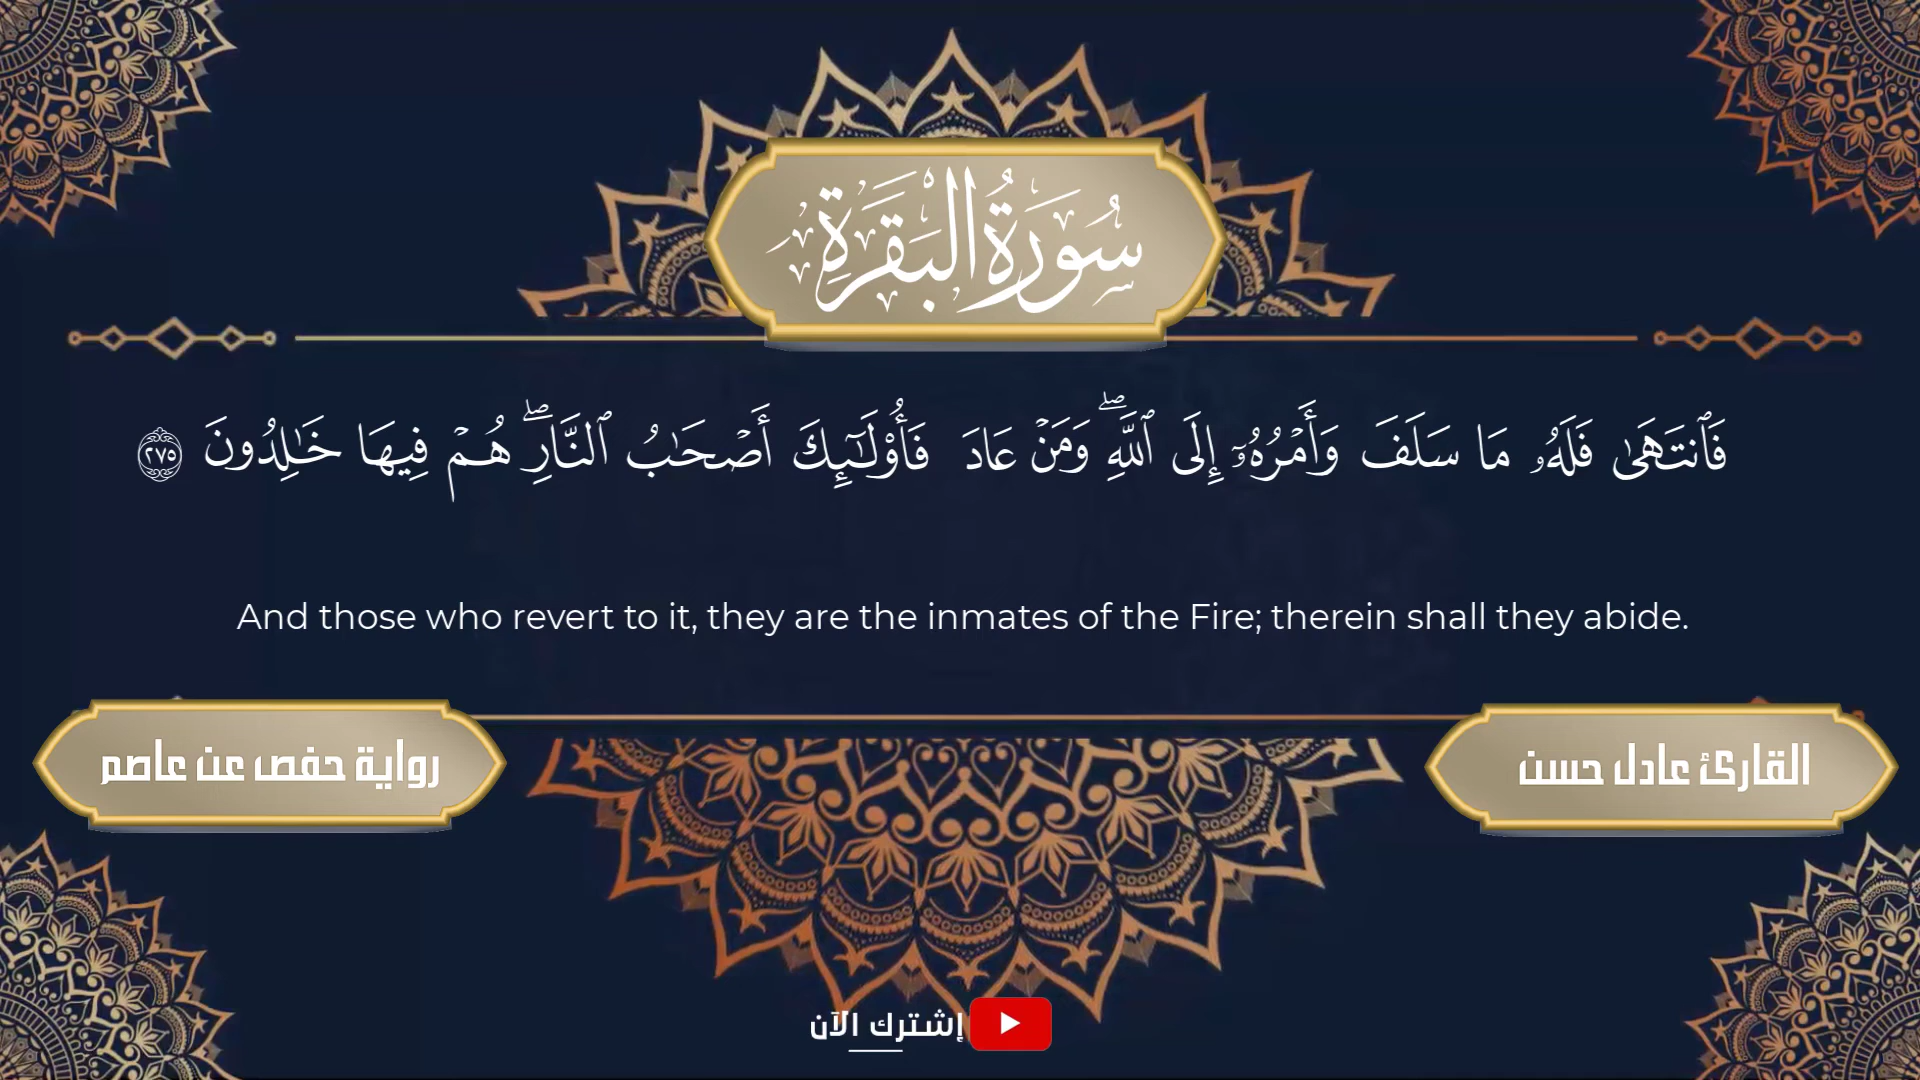 سُورَةُ البَقَرَةِ
فَٱنتَهَىٰ فَلَهُۥ مَا سَلَفَ وَأَمْرُهُۥٓ إِلَى ٱللَّهِۖ وَمَنْ عَادَ فَأُو۟لَـٰٓئِكَ أَصْحَـٰبُ ٱلنَّارِۖ هُمْ فِيهَا خَـٰلِدُونَ ٢٧٥
And those who revert to it, they are the inmates of the Fire; therein shall they abide.
القارئ عادل حسن
رواية حفص عن عاصم
إشترك الآن